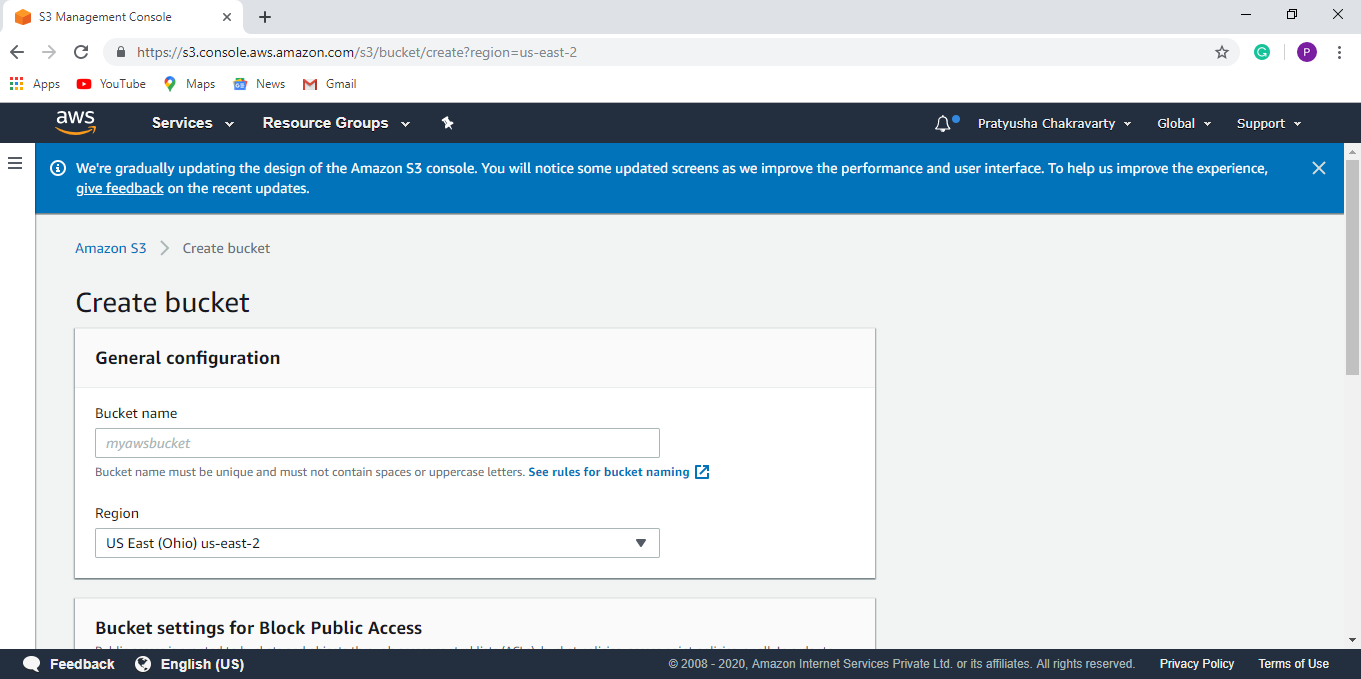 S3 Management Console
https://s3.console.aws.amazon.com/s3/bucket/create?region=us-east-2
P
Apps YouTube Maps News Gmail
aws Services Resource Groups Pratyusha Chakravarty Global Support
We're gradually updating the design of the Amazon S3 console. You will notice some updated screens as we improve the performance and user interface. To help us improve the experience,
give feedback on the recent updates.
Amazon S3 Create bucket
Create bucket
General configuration
Bucket name
myawsbucket
Bucket name must be unique and must not contain spaces or uppercase letters. See rules for bucket naming
Region
US East (Ohio) us-east-2
Bucket settings for Block Public Access
Feedback English (US) © 2008 - 2020, Amazon Internet Services Private Ltd. or its affiliates. All rights reserved. Privacy Policy Terms of Use